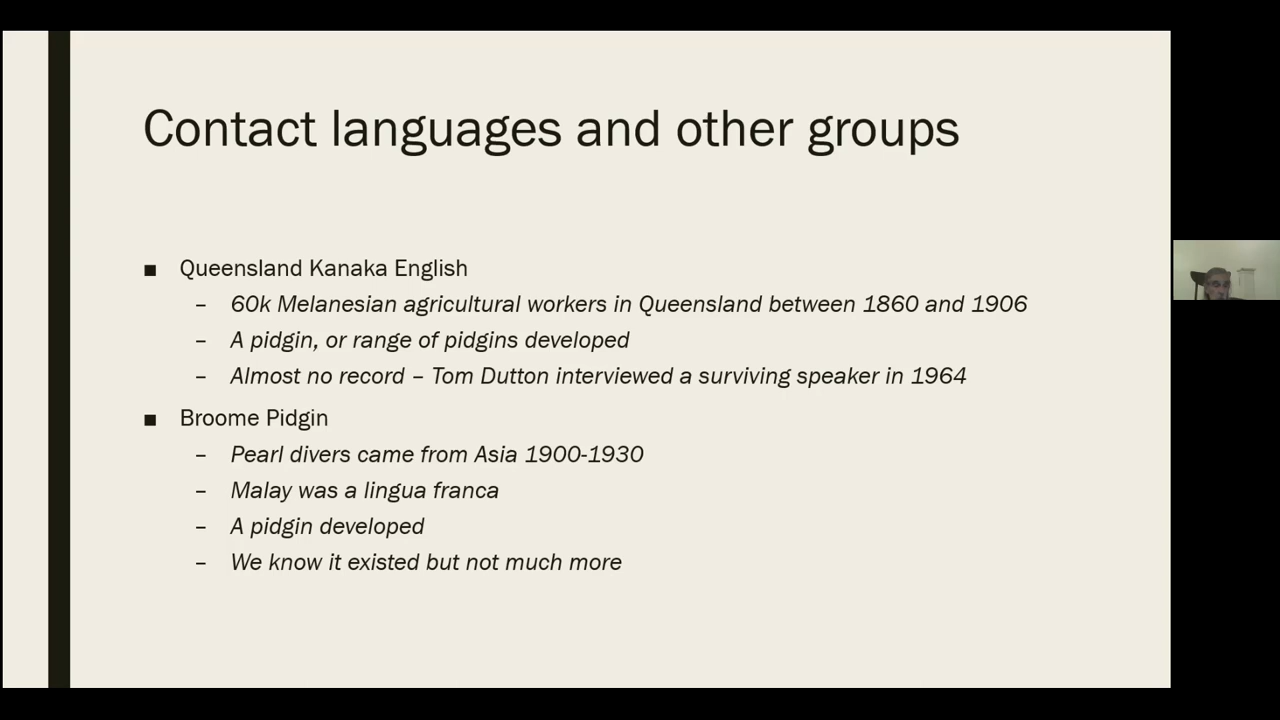 Contact languages and other groups
■ Queensland Kanaka English
– 60k Melanesian agricultural workers in Queensland between 1860 and 1906
– A pidgin, or range of pidgins developed
– Almost no record – Tom Dutton interviewed a surviving speaker in 1964
■ Broome Pidgin
– Pearl divers came from Asia 1900-1930
– Malay was a lingua franca
– A pidgin developed
– We know it existed but not much more